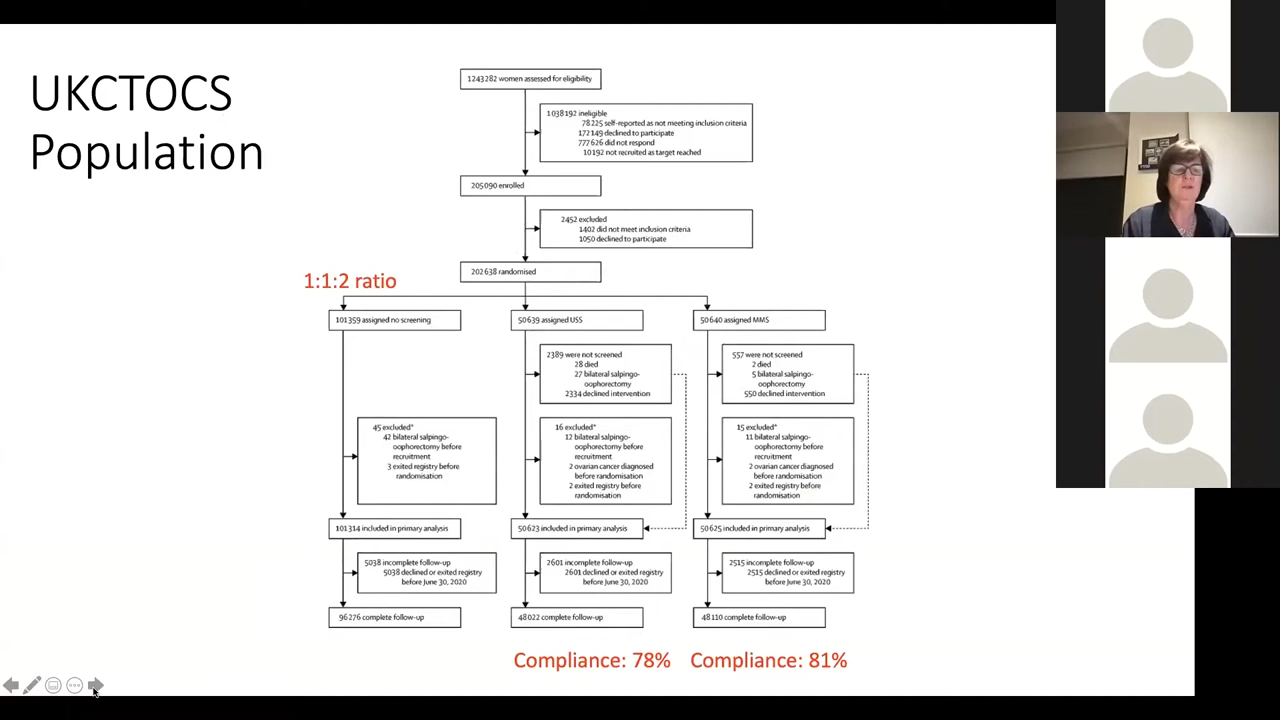 UKCTOCS
Population
1243282 women assessed for eligibility
1038192 ineligible
78225 self-reported as not meeting inclusion criteria
172149 declined to participate
777626 did not respond
10192 not recruited as target reached
205090 enrolled
2452 excluded
1402 did not meet inclusion criteria
1050 declined to participate
202638 randomised
1:1:2 ratio
101359 assigned no screening
50639 assigned USS
50640 assigned MMS
2389 were not screened
28 died
27 bilateral salpingo-
oophorectomy
2334 declined intervention
557 were not screened
2 died
5 bilateral salpingo-
oophorectomy
550 declined intervention
45 excluded*
42 bilateral salpingo-
oophorectomy before
recruitment
3 exited registry before
randomisation
16 excluded*
12 bilateral salpingo-
oophorectomy before
recruitment
2 ovarian cancer diagnosed
before randomisation
2 exited registry before
randomisation
15 excluded*
11 bilateral salpingo-
oophorectomy before
recruitment
2 ovarian cancer diagnosed
before randomisation
2 exited registry before
randomisation
101314 included in primary analysis
50623 included in primary analysis
50625 included in primary analysis
5038 incomplete follow-up
5038 declined or exited registry
before June 30, 2020
2601 incomplete follow-up
2601 declined or exited registry
before June 30, 2020
2515 incomplete follow-up
2515 declined or exited registry
before June 30, 2020
96276 complete follow-up
48022 complete follow-up
48110 complete follow-up
Compliance: 78%
Compliance: 81%